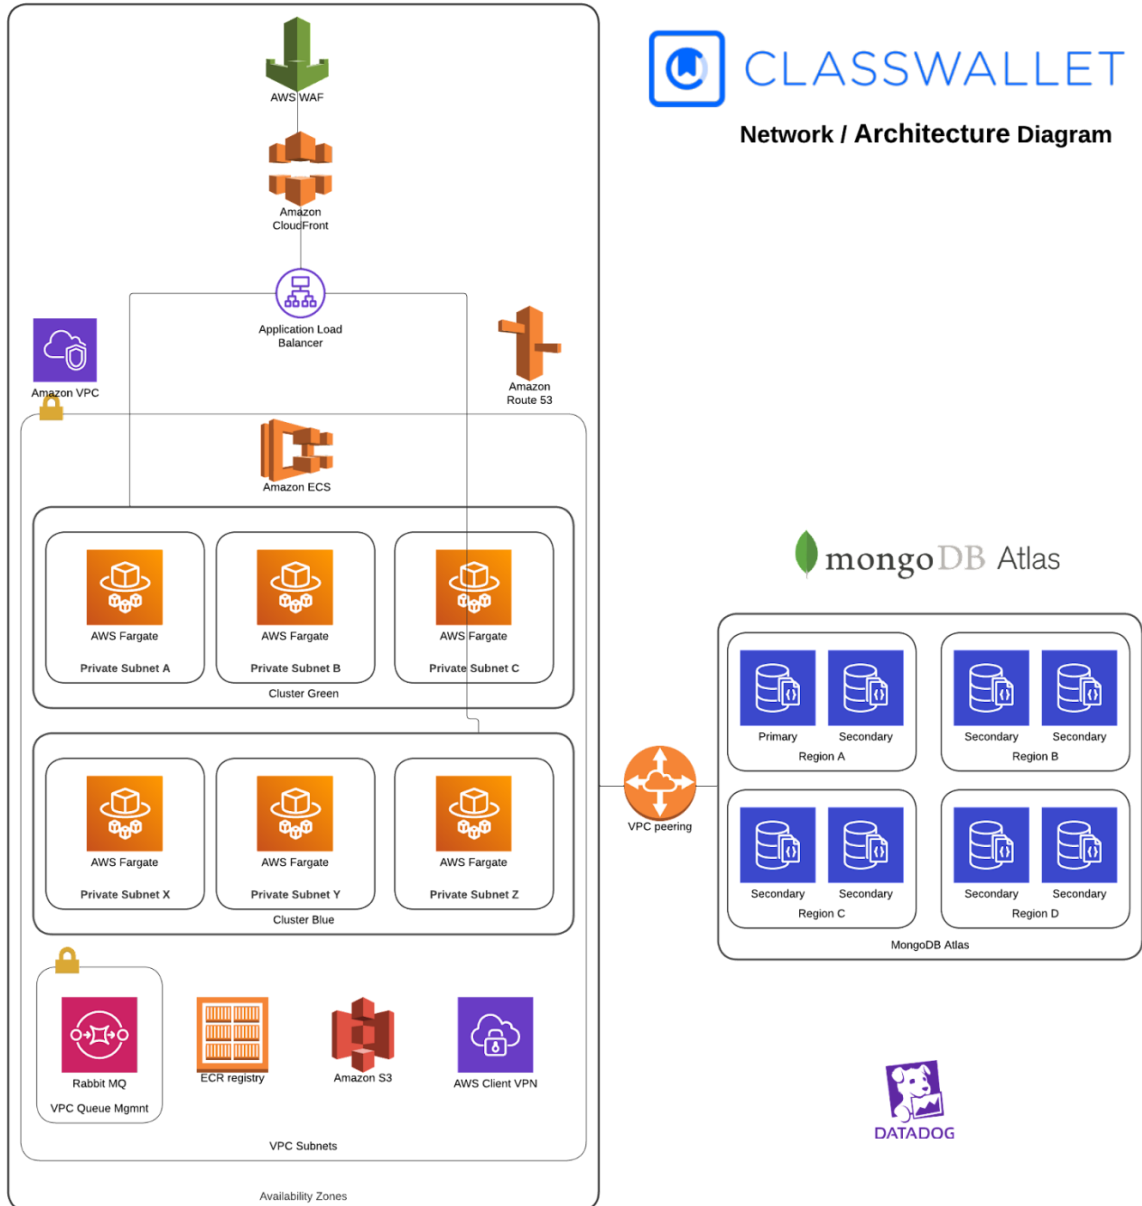 CLASSWALLET
Network / Architecture Diagram
AWS WAF
Amazon
CloudFront
Application Load
Balancer
Amazon VPC
Amazon
Route 53
Amazon ECS
AWS Fargate
AWS Fargate
AWS Fargate
Private Subnet A
Private Subnet B
Private Subnet C
Cluster Green
AWS Fargate
AWS Fargate
AWS Fargate
Private Subnet X
Private Subnet Y
Private Subnet Z
Cluster Blue
Rabbit MQ
VPC Queue Mgmnt
ECR registry
Amazon S3
AWS Client VPN
VPC Subnets
Availability Zones
VPC peering
mongoDB Atlas
Primary
Secondary
Region A
Secondary
Secondary
Region B
Secondary
Secondary
Region C
Secondary
Secondary
Region D
MongoDB Atlas
DATADOG